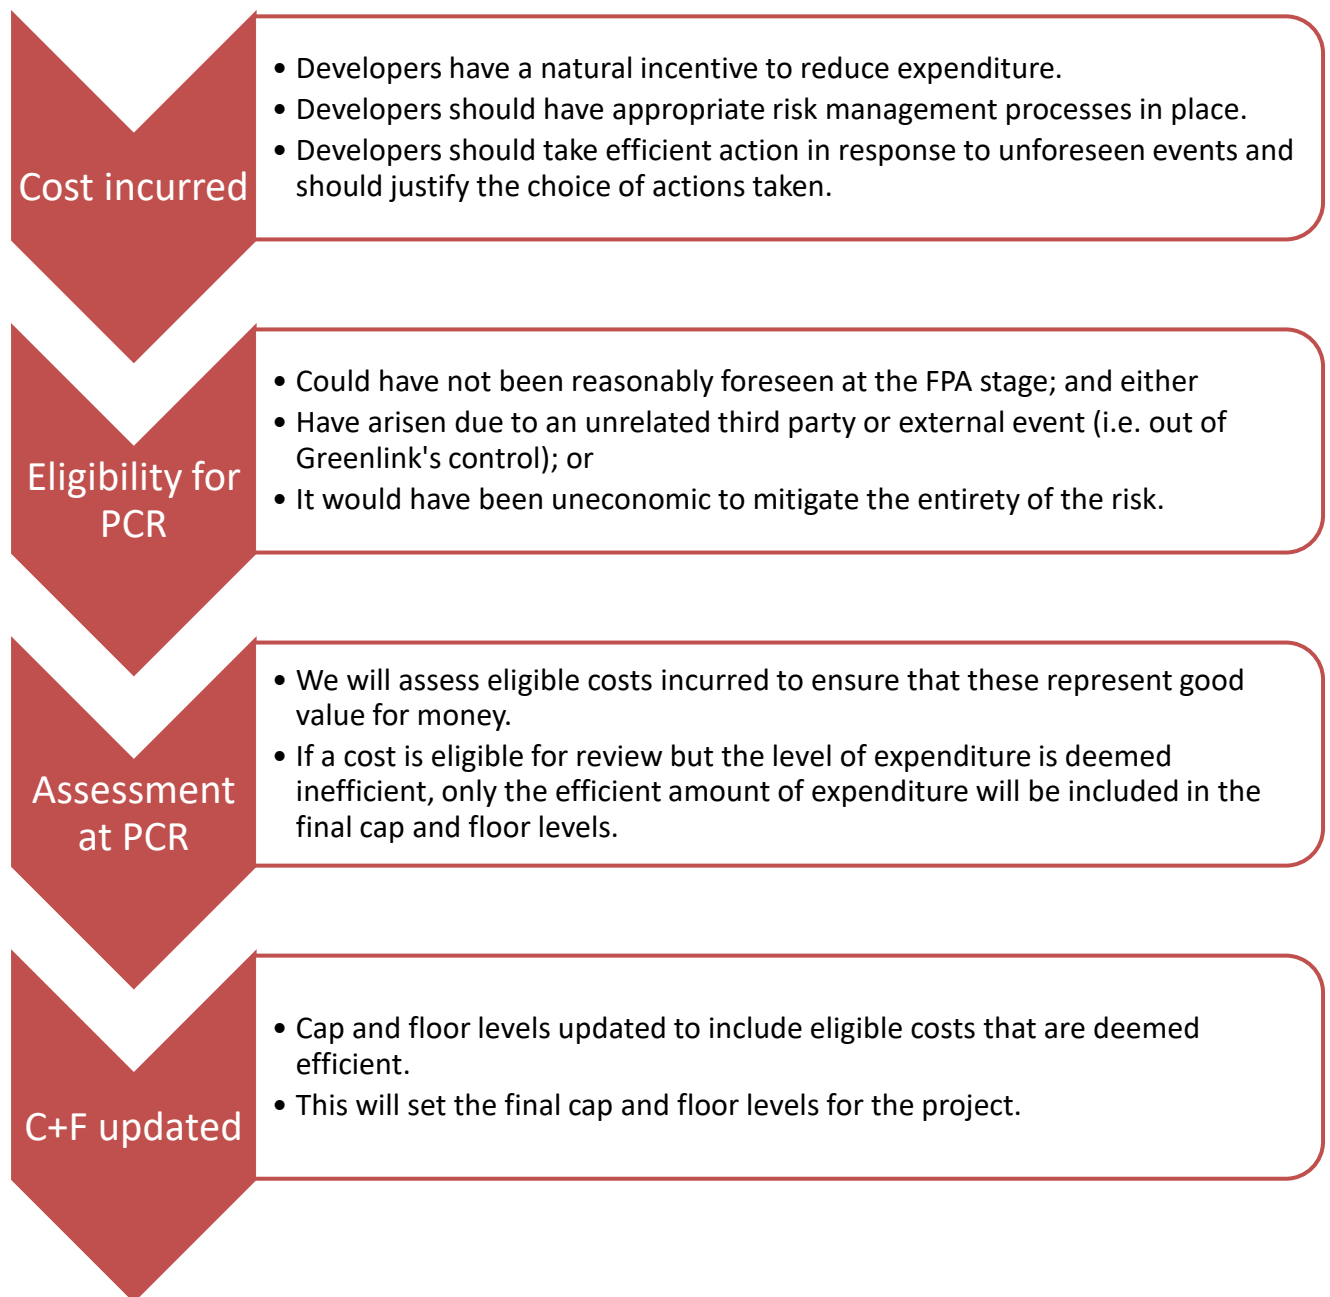 Cost incurred
• Developers have a natural incentive to reduce expenditure.
• Developers should have appropriate risk management processes in place.
• Developers should take efficient action in response to unforeseen events and
should justify the choice of actions taken.
Eligibility for
PCR
• Could have not been reasonably foreseen at the FPA stage; and either
• Have arisen due to an unrelated third party or external event (i.e. out of
Greenlink's control); or
• It would have been uneconomic to mitigate the entirety of the risk.
Assessment
at PCR
• We will assess eligible costs incurred to ensure that these represent good
value for money.
• If a cost is eligible for review but the level of expenditure is deemed
inefficient, only the efficient amount of expenditure will be included in the
final cap and floor levels.
C+F updated
• Cap and floor levels updated to include eligible costs that are deemed
efficient.
• This will set the final cap and floor levels for the project.